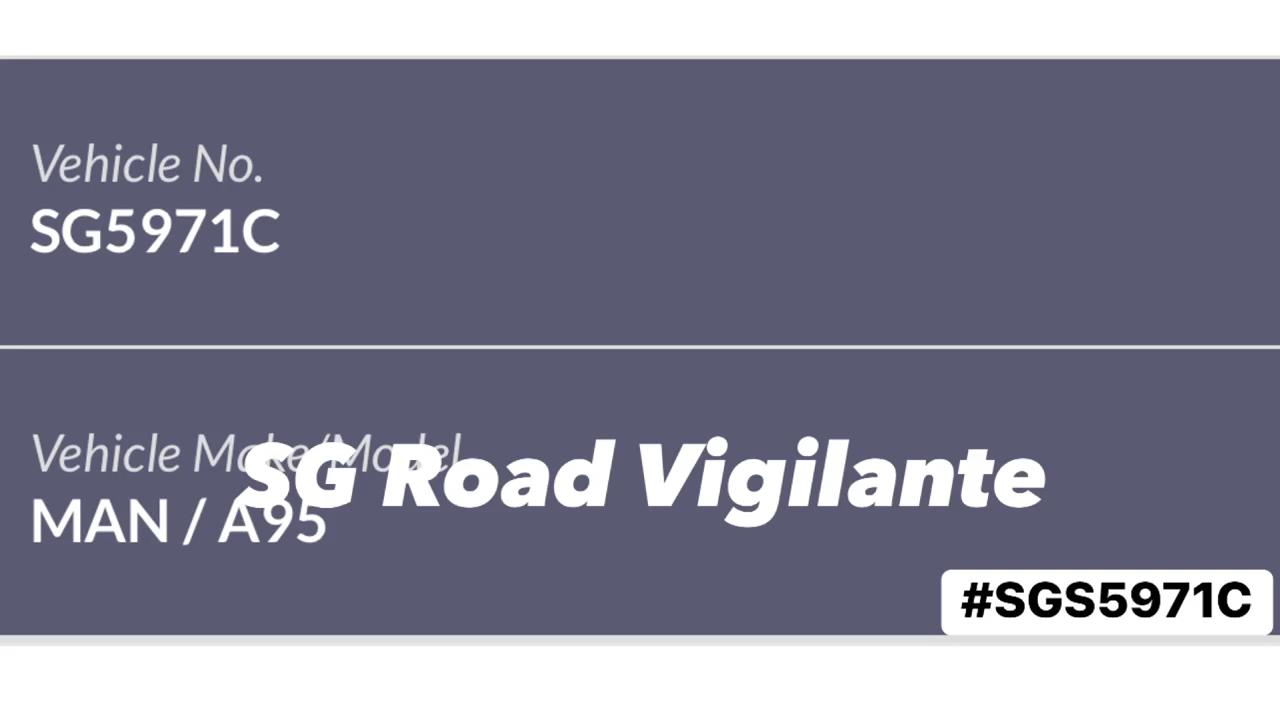 Vehicle No.
SG5971C
Vehicle Make/Model
SG Road Vigilante
MAN / A95
#SGS5971C